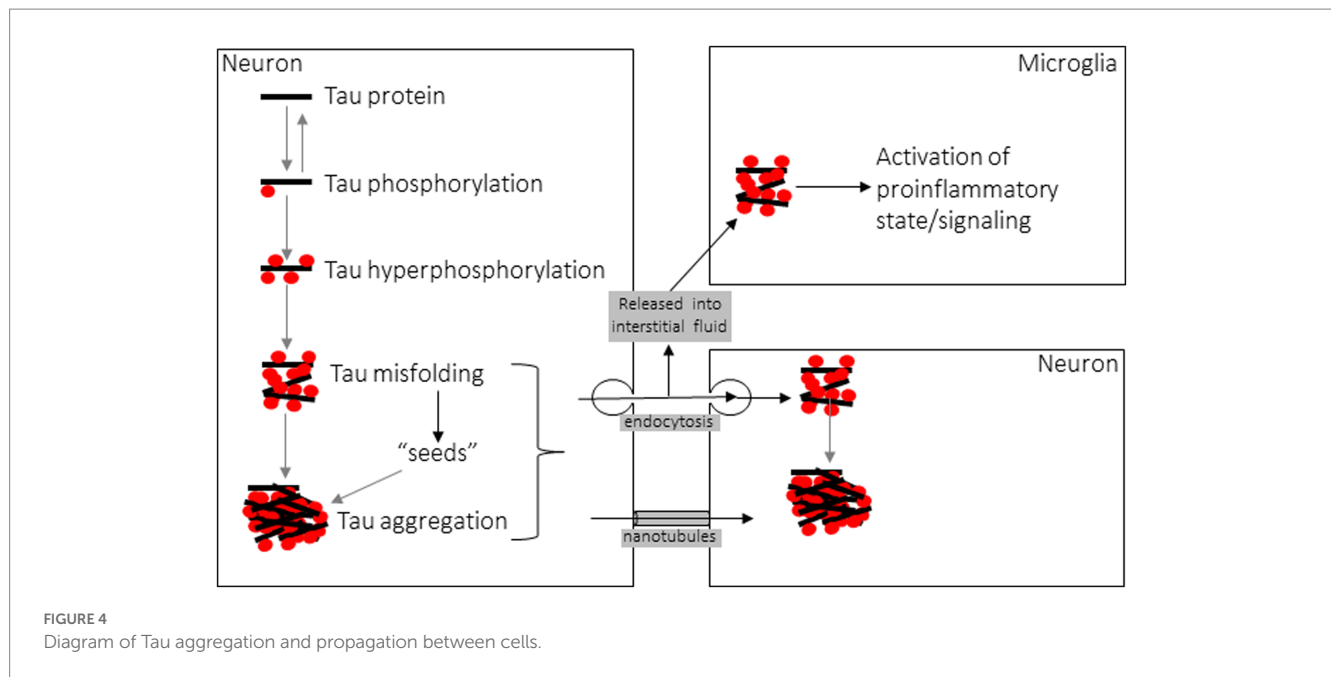 Neuron
Tau protein
Tau phosphorylation
Tau hyperphosphorylation
Tau misfolding
“seeds”
Tau aggregation
Released into
interstitial fluid
endocytosis
nanotubules
Microglia
Activation of
proinflammatory
state/signaling
Neuron
FIGURE 4
Diagram of Tau aggregation and propagation between cells.